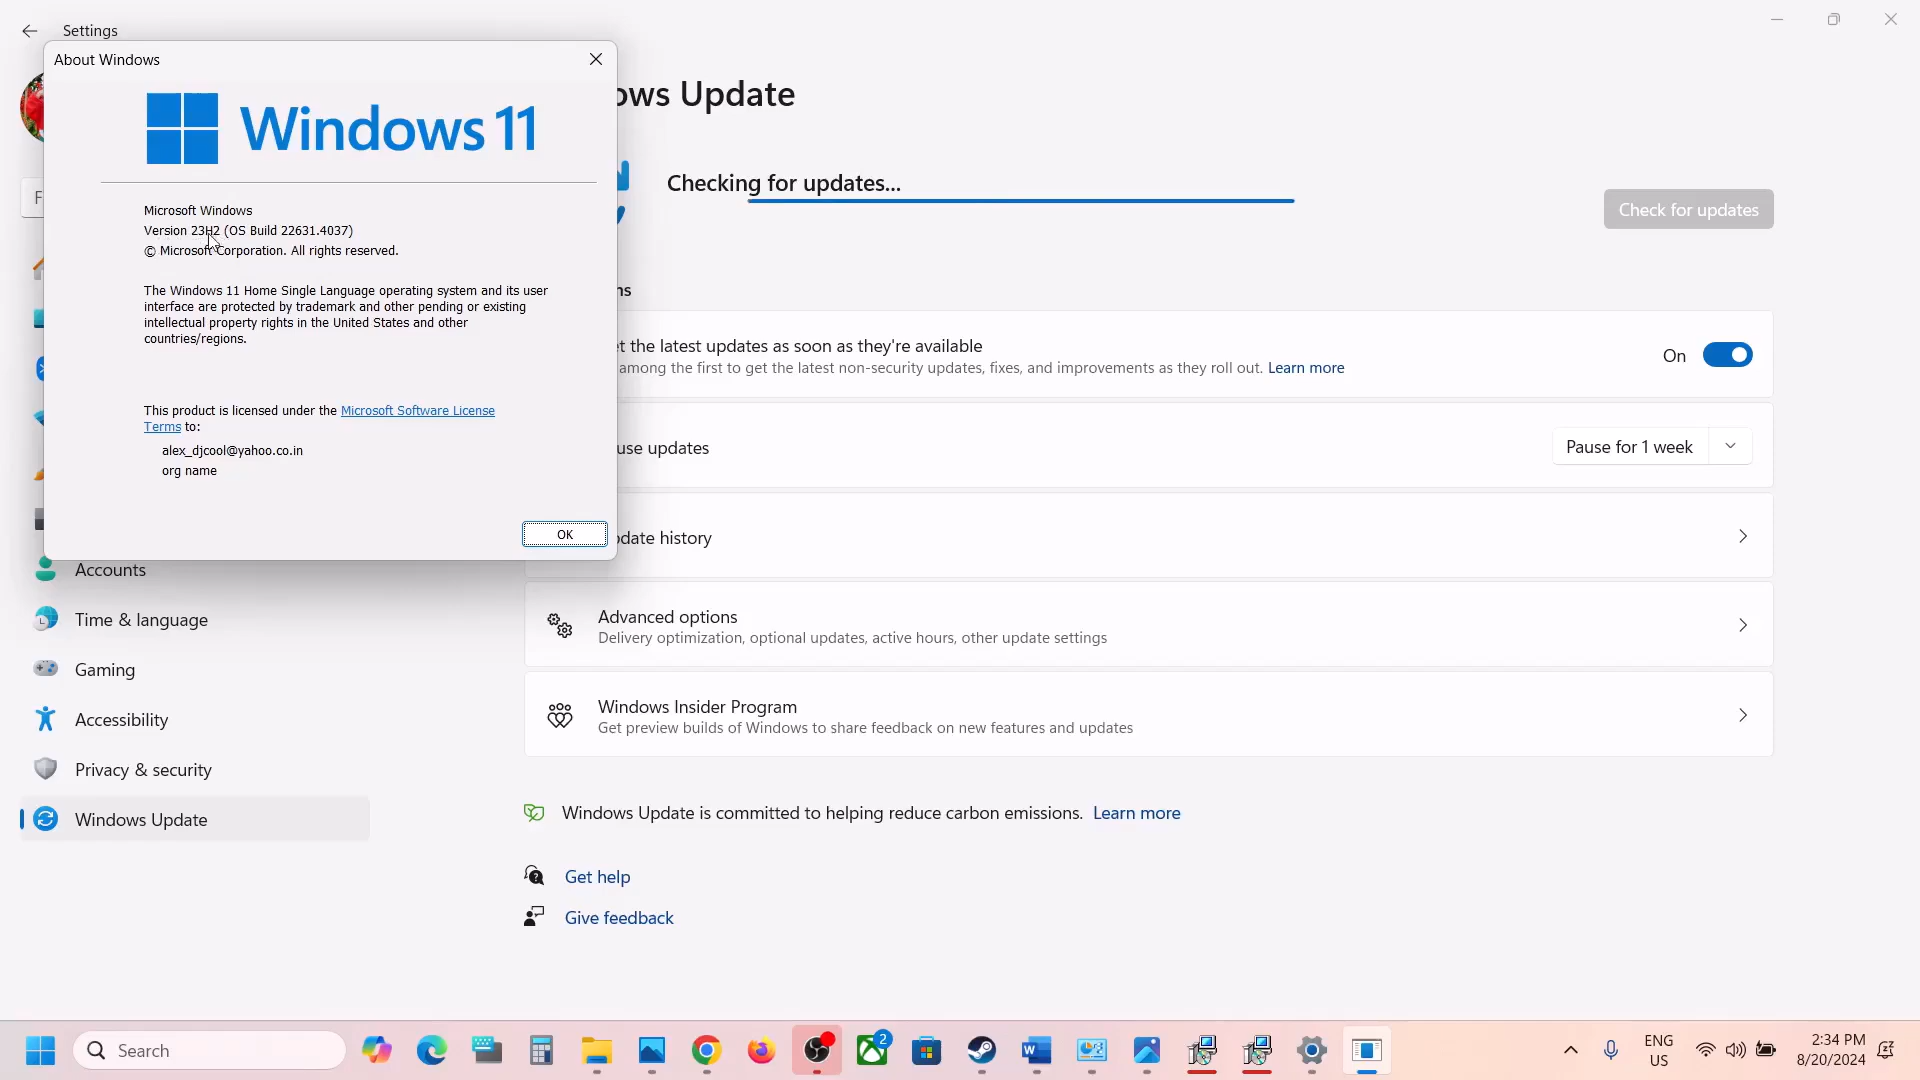 Settings
About Windows
Windows 11
Microsoft Windows
Version 23H2 (OS Build 22631.4037)
© Microsoft Corporation. All rights reserved.
The Windows 11 Home Single Language operating system and its user
interface are protected by trademark and other pending or existing
intellectual property rights in the United States and other
countries/regions.
This product is licensed under the Microsoft Software License
Terms to:
alex_djcool@yahoo.co.in
org name
OK
F
Accounts
Time & language
Gaming
Accessibility
Privacy & security
Windows Update
ows Update
Checking for updates...
Check for updates
ns
t the latest updates as soon as they're available
among the first to get the latest non-security updates, fixes, and improvements as they roll out. Learn more
On
use updates
Pause for 1 week
date history
Advanced options
Delivery optimization, optional updates, active hours, other update settings
Windows Insider Program
Get preview builds of Windows to share feedback on new features and updates
Windows Update is committed to helping reduce carbon emissions. Learn more
Get help
Give feedback
Search
2
ENG
US
2:34 PM
8/20/2024